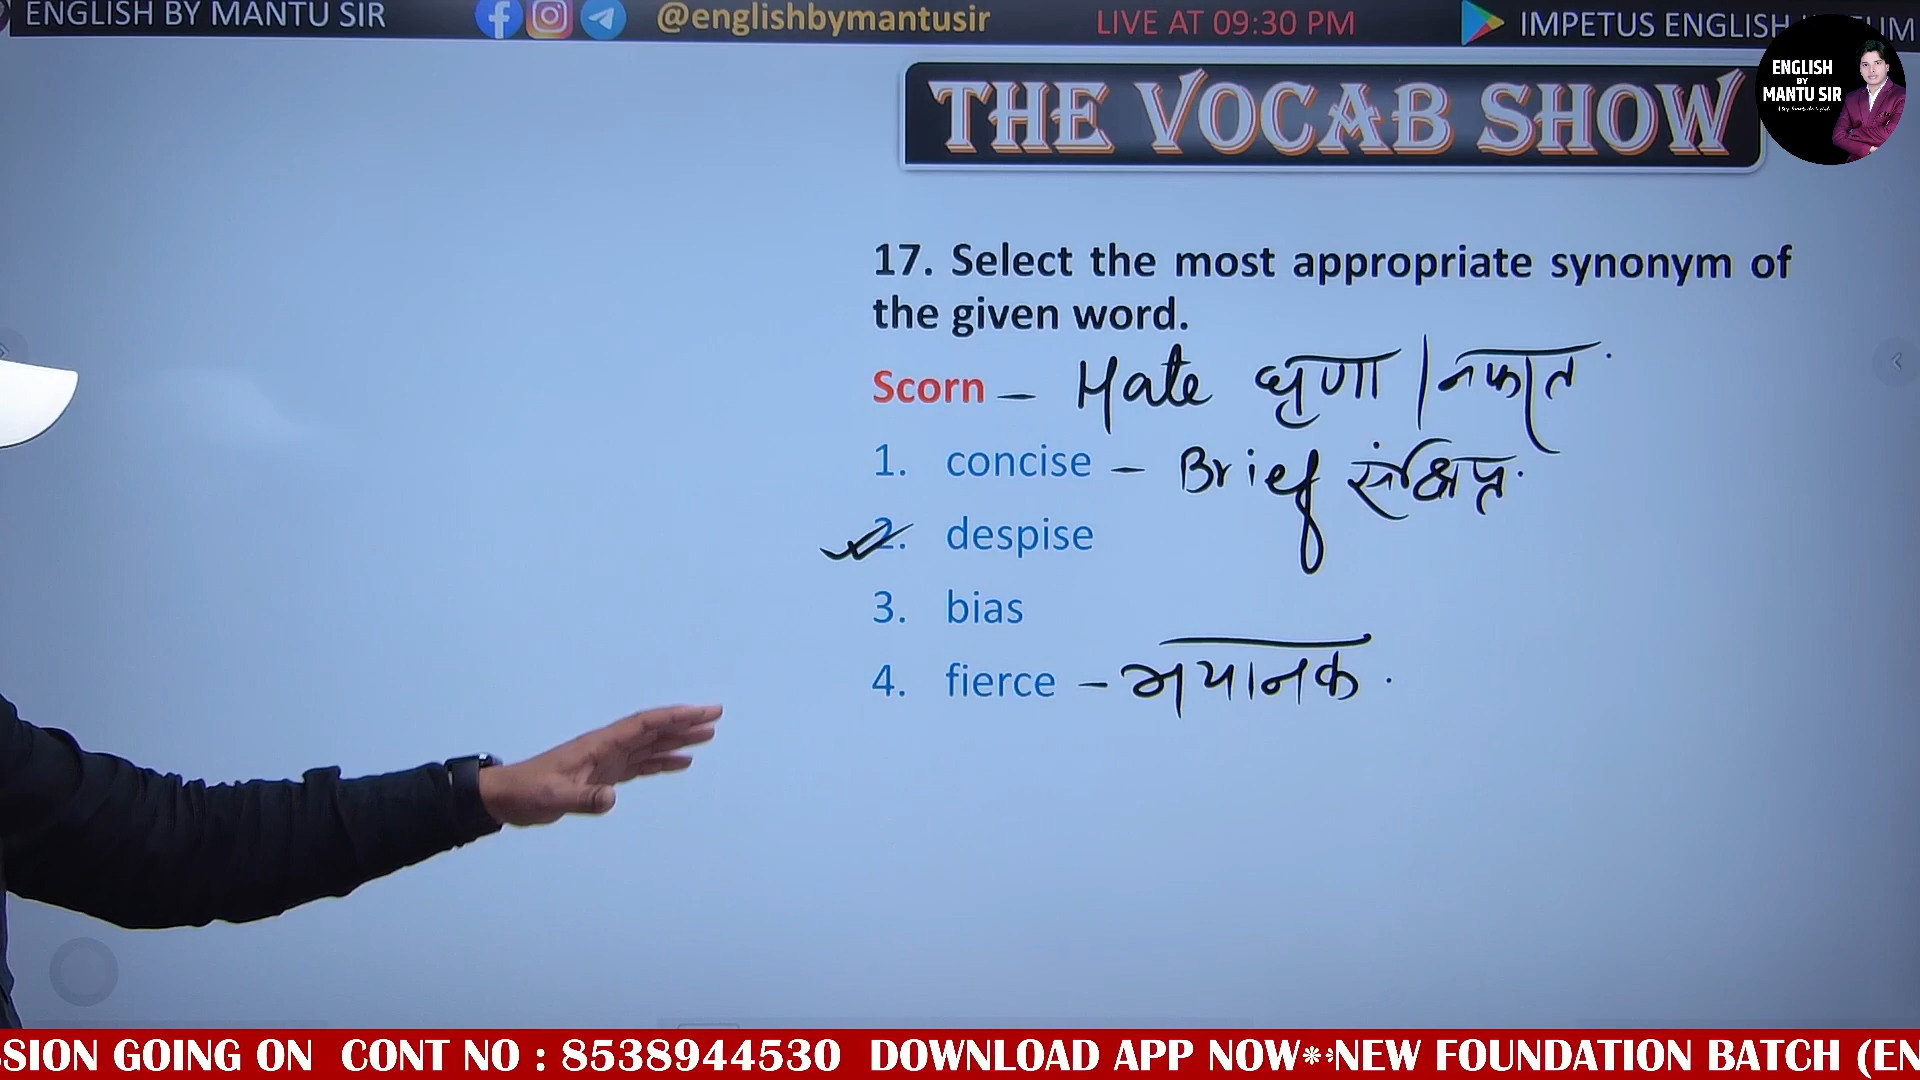 ENGLISH BY MANTU SIR @englishbymantusir LIVE AT 09:30 PM IMPETUS ENGLISH
ENGLISH
BY
MANTU SIR
THE VOCAB SHOW
17. Select the most appropriate synonym of
the given word.
Scorn – Hate घृणा / नफरत
1. concise – Brief संक्षिप्त
2. despise
3. bias
4. fierce – भयानक
SSION GOING ON CONT NO : 8538944530 DOWNLOAD APP NOW** NEW FOUNDATION BATCH (EN